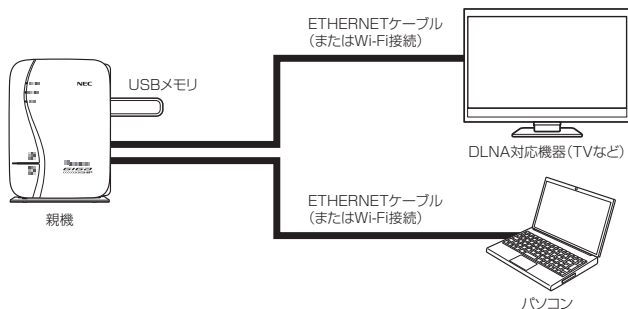 ETHERNETケーブル
(またはWi-Fi接続)
NEC
USBメモリ
DLNA対応機器(TVなど)
GIGA
親機
ETHERNETケーブル
(またはWi-Fi接続)
パソコン